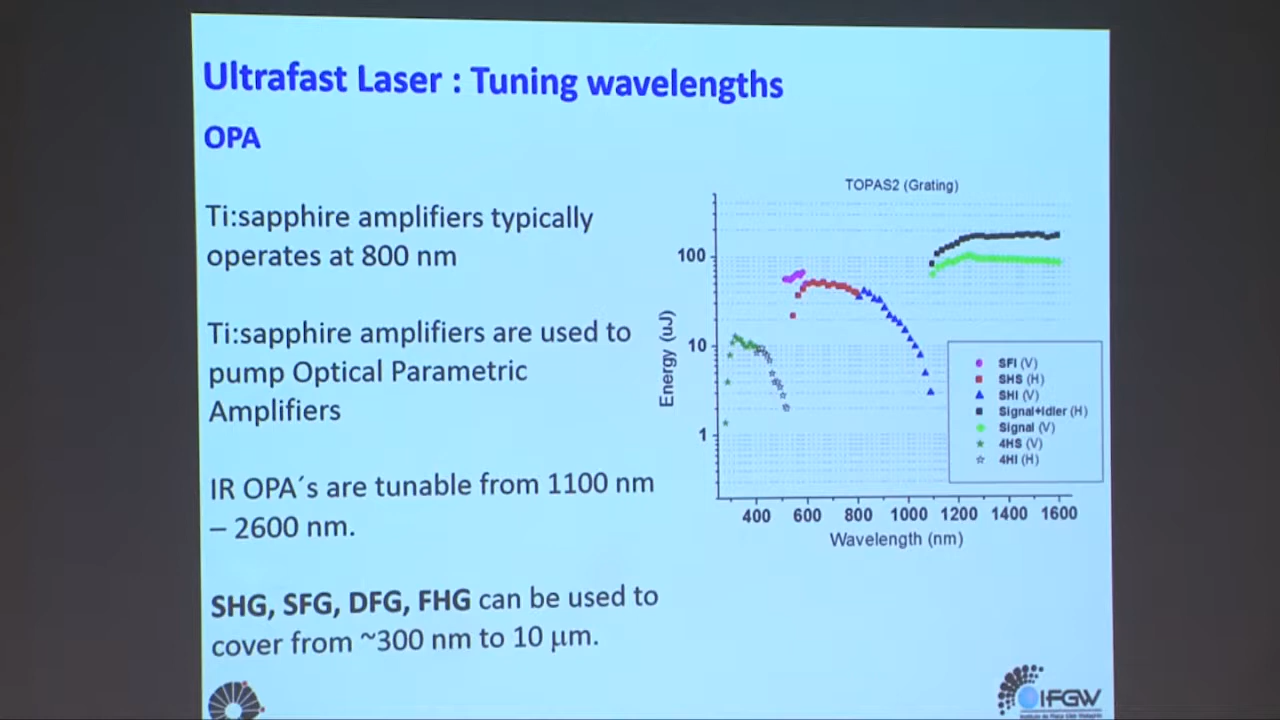 Ultrafast Laser : Tuning wavelengths
OPA
Ti:sapphire amplifiers typically
operates at 800 nm
Ti:sapphire amplifiers are used to
pump Optical Parametric
Amplifiers
IR OPA´s are tunable from 1100 nm
– 2600 nm.
SHG, SFG, DFG, FHG can be used to
cover from ~300 nm to 10 µm.
TOPAS2 (Grating)
100
10
1
Energy (uJ)
SFI (V)
SHS (H)
SHI (V)
Signal+Idler (H)
Signal (V)
4HS (V)
4HI (H)
400 600 800 1000 1200 1400 1600
Wavelength (nm)
IFGW